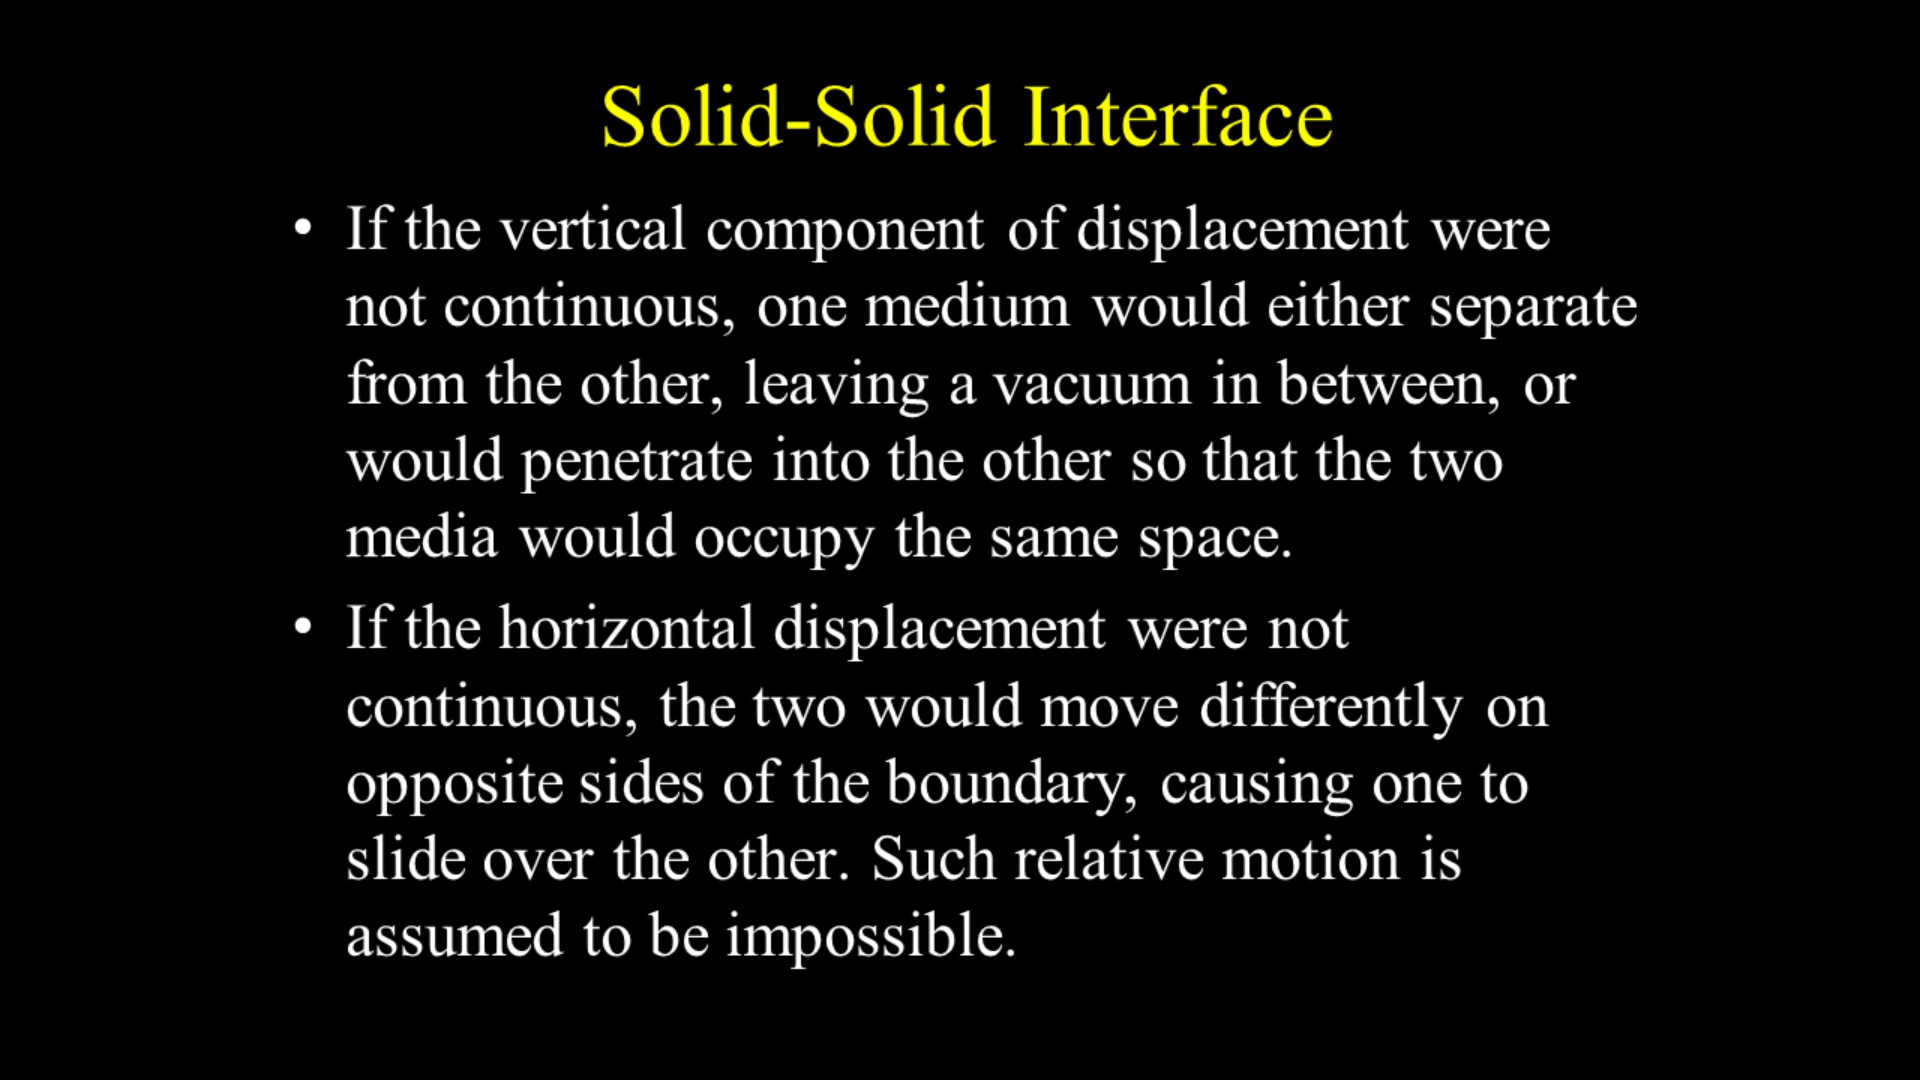 Solid-Solid Interface
• If the vertical component of displacement were
not continuous, one medium would either separate
from the other, leaving a vacuum in between, or
would penetrate into the other so that the two
media would occupy the same space.
• If the horizontal displacement were not
continuous, the two would move differently on
opposite sides of the boundary, causing one to
slide over the other. Such relative motion is
assumed to be impossible.